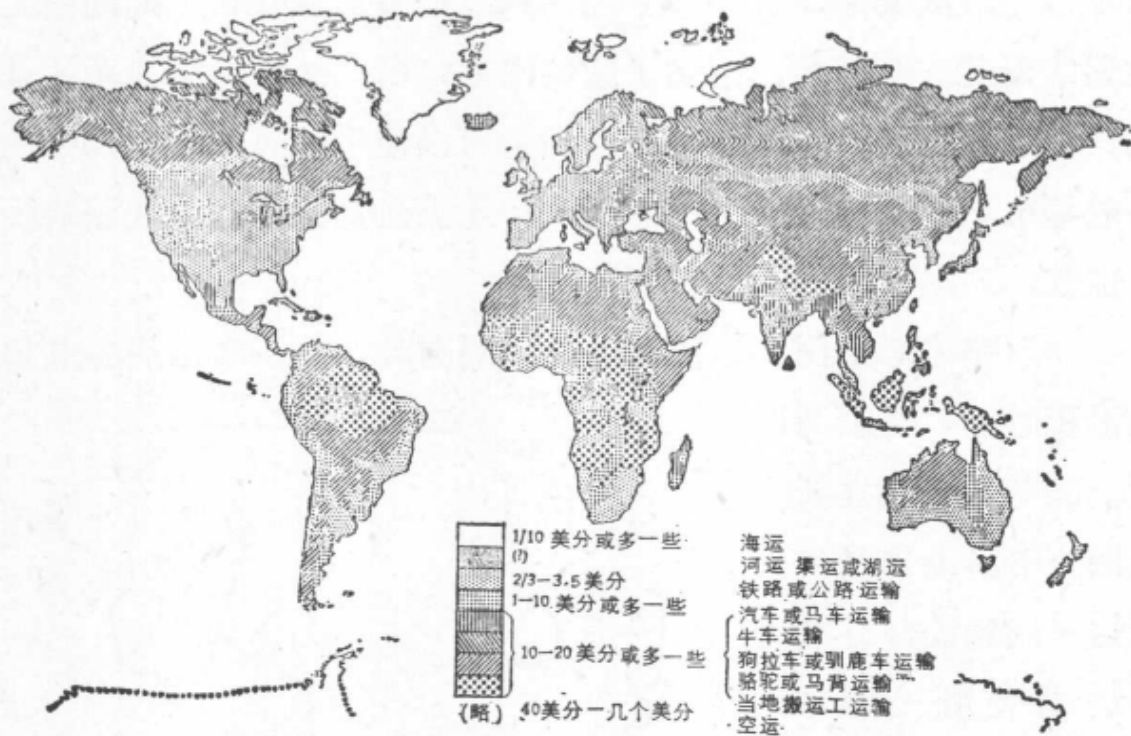 1/10 美分或多一些
(?)
2/3—3.5 美分
1—10 美分或多一些
10—20 美分或多一些
(略) 40美分—几个美分
海运
河运 渠运或湖运
铁路或公路运输
汽车或马车运输
牛车运输
狗拉车或驯鹿车运输
骆驼或马背运输
当地搬运工运输
空运